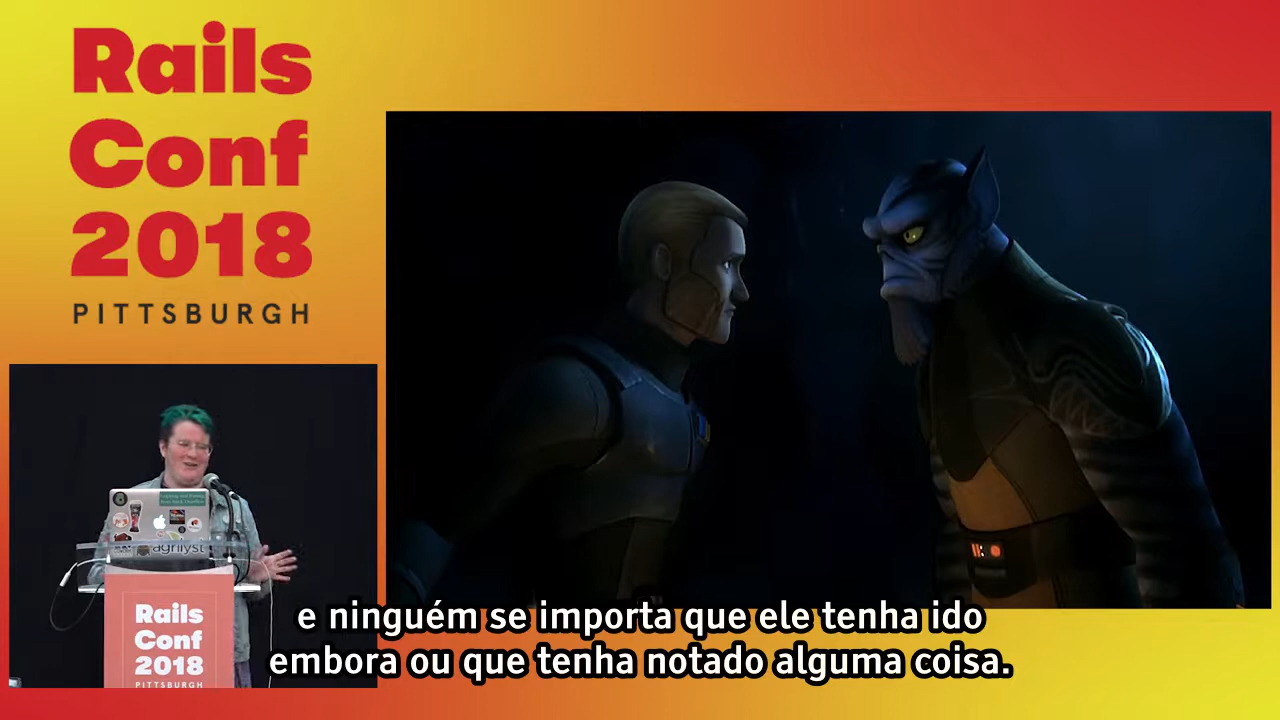 Rails
Conf
2018
PITTSBURGH
agrilyst
Rails
Conf
2018
PITTSBURGH
e ninguém se importa que ele tenha ido
embora ou que tenha notado alguma coisa.